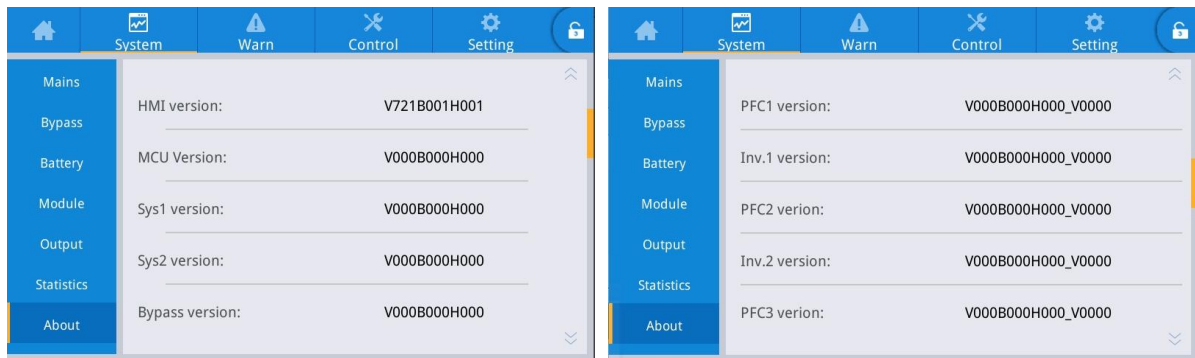 System Warn Control Setting
Mains
Bypass
Battery
Module
Output
Statistics
About
HMI version: V721B001H001
MCU Version: V000B000H000
Sys1 version: V000B000H000
Sys2 version: V000B000H000
Bypass version: V000B000H000
System Warn Control Setting
Mains
Bypass
Battery
Module
Output
Statistics
About
PFC1 version: V000B000H000_V0000
Inv.1 version: V000B000H000_V0000
PFC2 verion: V000B000H000_V0000
Inv.2 version: V000B000H000_V0000
PFC3 verion: V000B000H000_V0000